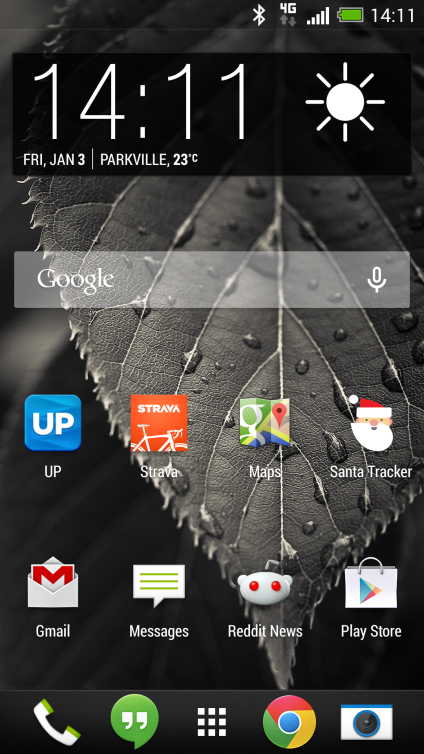 4G 14:11
14:11
FRI, JAN 3 PARKVILLE, 23°C
Google
UP STRAVA
UP Strava Maps Santa Tracker
Gmail Messages Reddit News Play Store